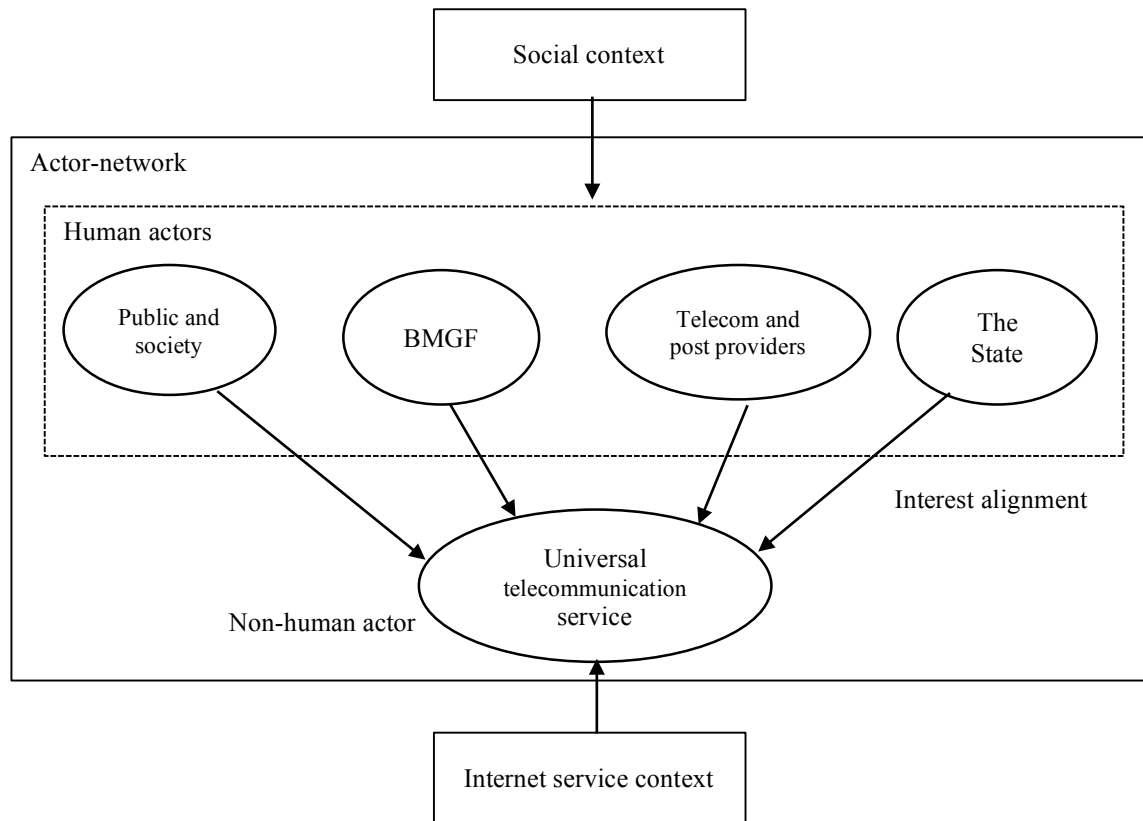 Social context
Actor-network
Human actors
Public and
society
BMGF
Telecom and
post providers
The
State
Interest alignment
Universal
telecommunication
service
Non-human actor
Internet service context